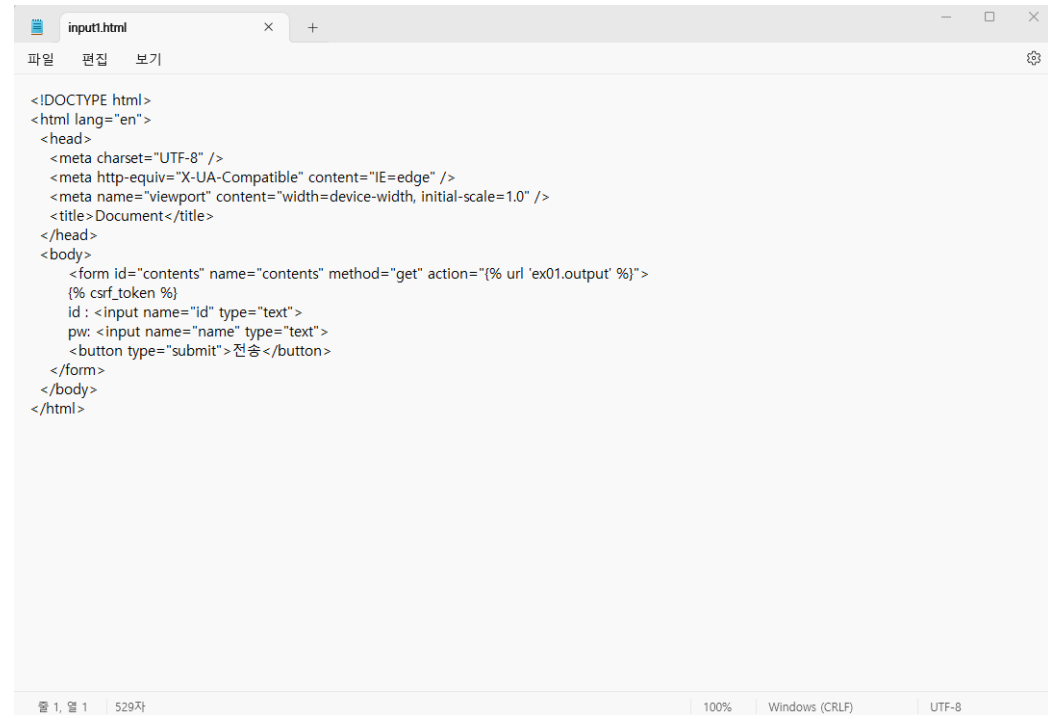 input1.html
파일 편집 보기
<!DOCTYPE html>
<html lang="en">
<head>
<meta charset="UTF-8" />
<meta http-equiv="X-UA-Compatible" content="IE=edge" />
<meta name="viewport" content="width=device-width, initial-scale=1.0" />
<title>Document</title>
</head>
<body>
<form id="contents" name="contents" method="get" action="{% url 'ex01.output' %}">
{% csrf_token %}
id : <input name="id" type="text">
pw: <input name="name" type="text">
<button type="submit">전송</button>
</form>
</body>
</html>
줄 1, 열 1 529자 100% Windows (CRLF) UTF-8